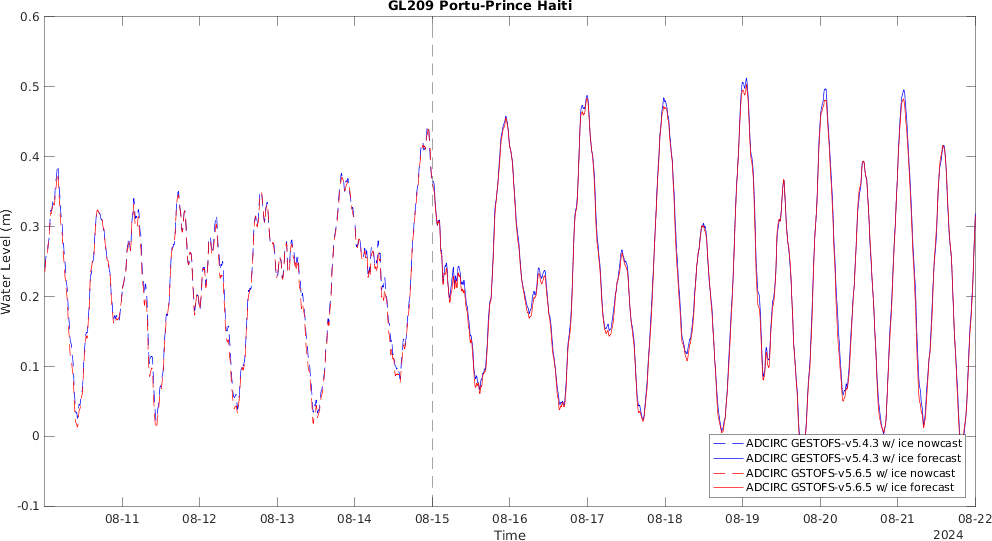 GL209 Portu-Prince Haiti
0.6
0.5
0.4
0.3
0.2
0.1
0
-0.1
Water Level (m)
ADCIRC GESTOFS-v5.4.3 w/ ice nowcast
ADCIRC GESTOFS-v5.4.3 w/ ice forecast
ADCIRC GSTOFS-v5.6.5 w/ ice nowcast
ADCIRC GSTOFS-v5.6.5 w/ ice forecast
08-11 08-12 08-13 08-14 08-15 08-16 08-17 08-18 08-19 08-20 08-21 08-22
Time
2024